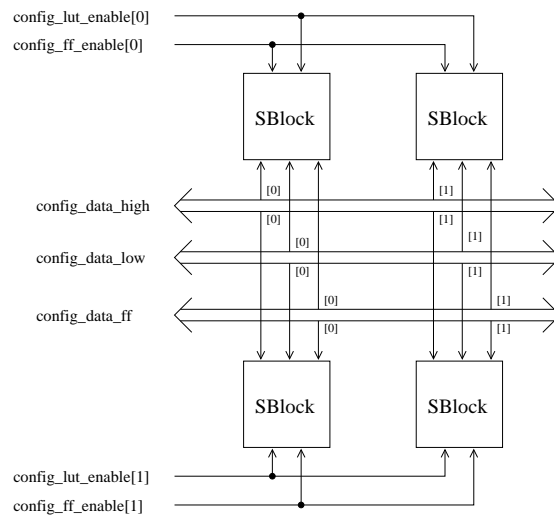 config_lut_enable[0]
config_ff_enable[0]
SBlock SBlock
[0] [1]
config_data_high
[0] [1]
[0] [1]
config_data_low
[0] [1]
[0] [1]
config_data_ff
[0] [1]
SBlock SBlock
config_lut_enable[1]
config_ff_enable[1]